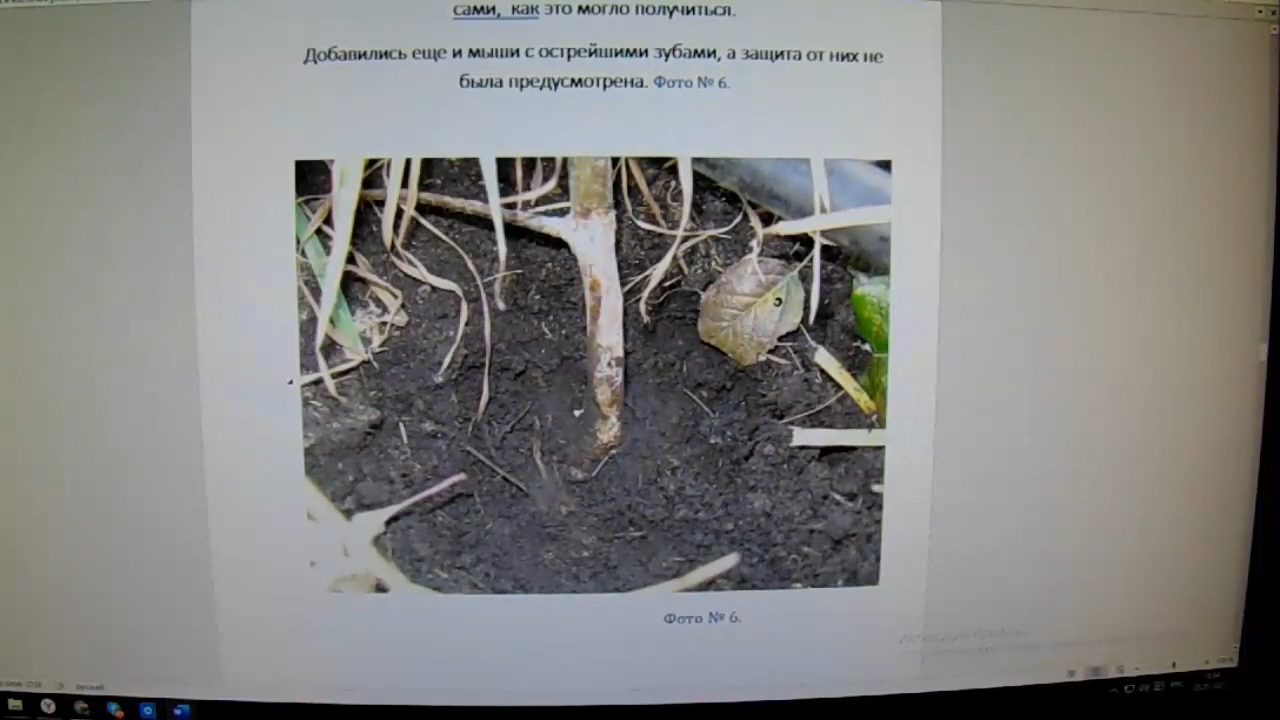 сами, как это могло получиться.
Добавились еще и мыши с острейшими зубами, а защита от них не
была предусмотрена. Фото № 6.
Фото № 6.
русский